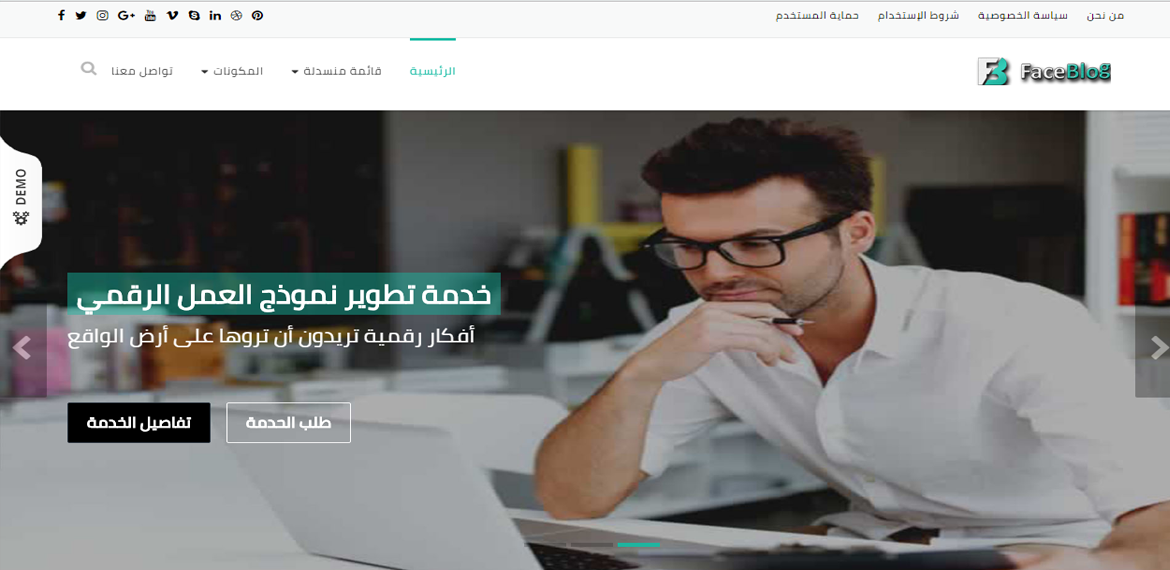 من نحن
سياسة الخصوصية
شروط الإستخدام
حماية المستخدم
FaceBlog
الرئيسية
قائمة منسدلة
المكونات
تواصل معنا
DEMO
خدمة تطوير نموذج العمل الرقمي
أفكار رقمية تريدون أن تروها على أرض الواقع
طلب الحدمة
تفاصيل الخدمة